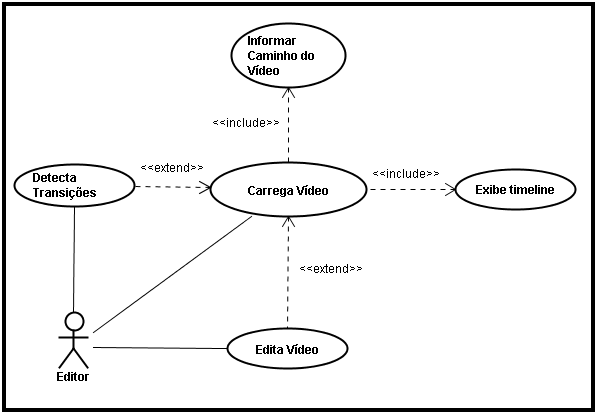 Informar
Caminho do
Vídeo
<<include>>
Detecta
Transições
<<extend>>
Carrega Vídeo
<<include>>
Exibe timeline
<<extend>>
Edita Vídeo
Editor